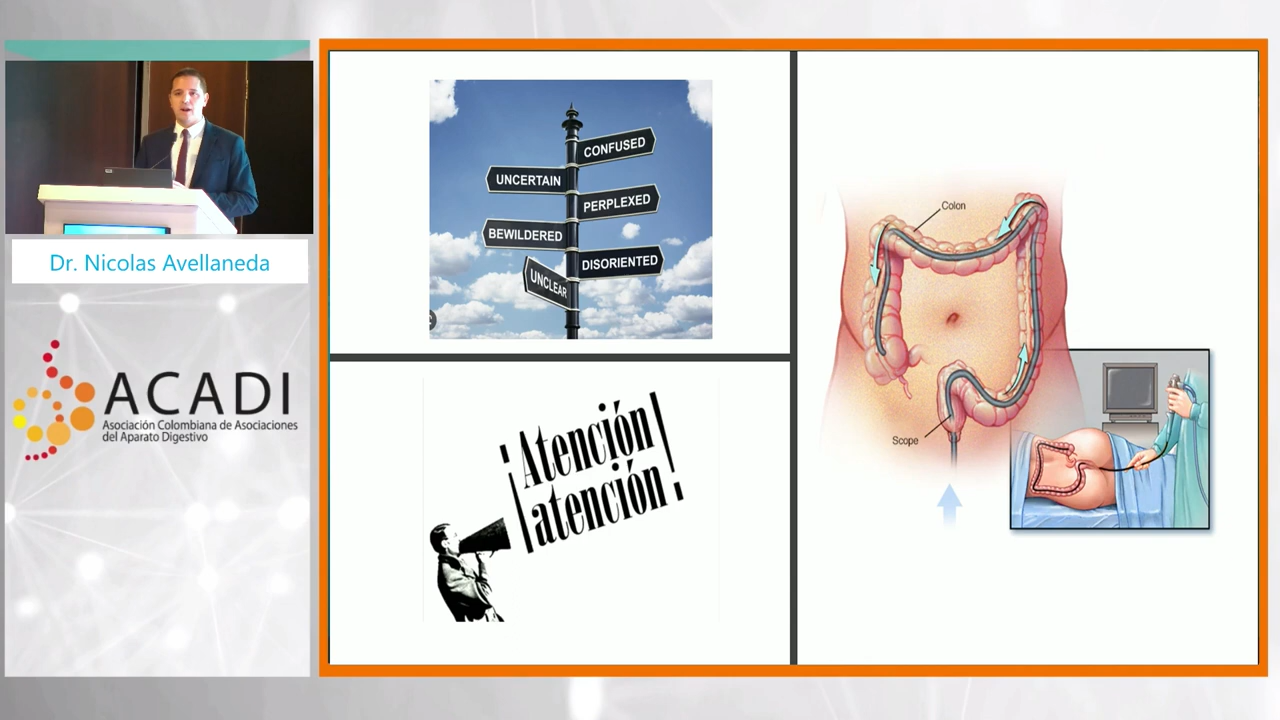 Dr. Nicolas Avellaneda
ACADI
Asociación Colombiana de Asociaciones
del Aparato Digestivo
CONFUSED
UNCERTAIN
PERPLEXED
BEWILDERED
DISORIENTED
UNCLEAR
¡Atención
atención!
Colon
Scope